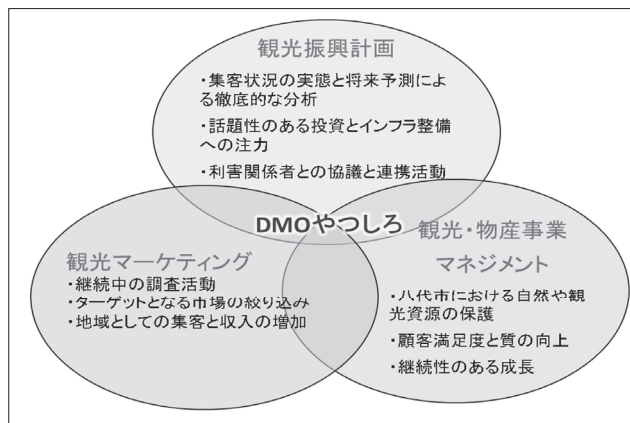 観光振興計画
・集客状況の実態と将来予測によ
る徹底的な分析
・話題性のある投資とインフラ整備
への注力
・利害関係者との協議と連携活動
DMOやつしろ
観光マーケティング
・継続中の調査活動
・ターゲットとなる市場の絞り込み
・地域としての集客と収入の増加
観光・物産事業
マネジメント
・八代市における自然や観
光資源の保護
・顧客満足度と質の向上
・継続性のある成長